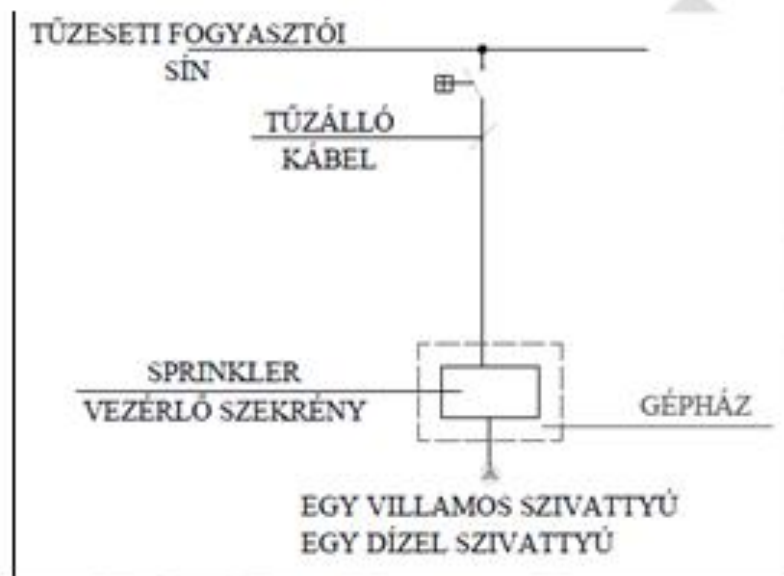 TŰZESETI FOGYASZTÓI
SÍN
TŰZÁLLÓ
KÁBEL
SPRINKLER
VEZÉRLŐ SZEKRÉNY
GÉPHÁZ
EGY VILLAMOS SZIVATTYÚ
EGY DÍZEL SZIVATTYÚ